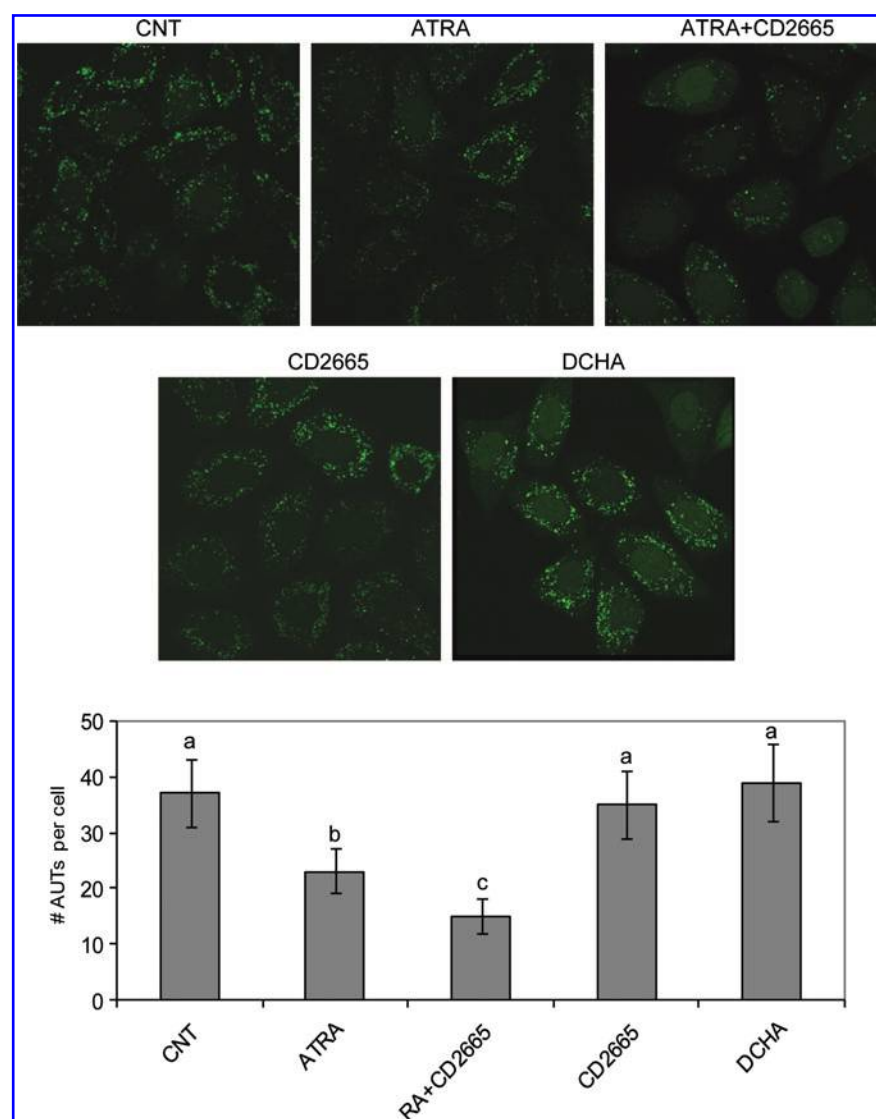 CNT ATRA ATRA+CD2665
CD2665 DCHA
# AUTs per cell
50
40
30
20
10
0
a
b
c
a
a
CNT
ATRA
RA+CD2665
CD2665
DCHA